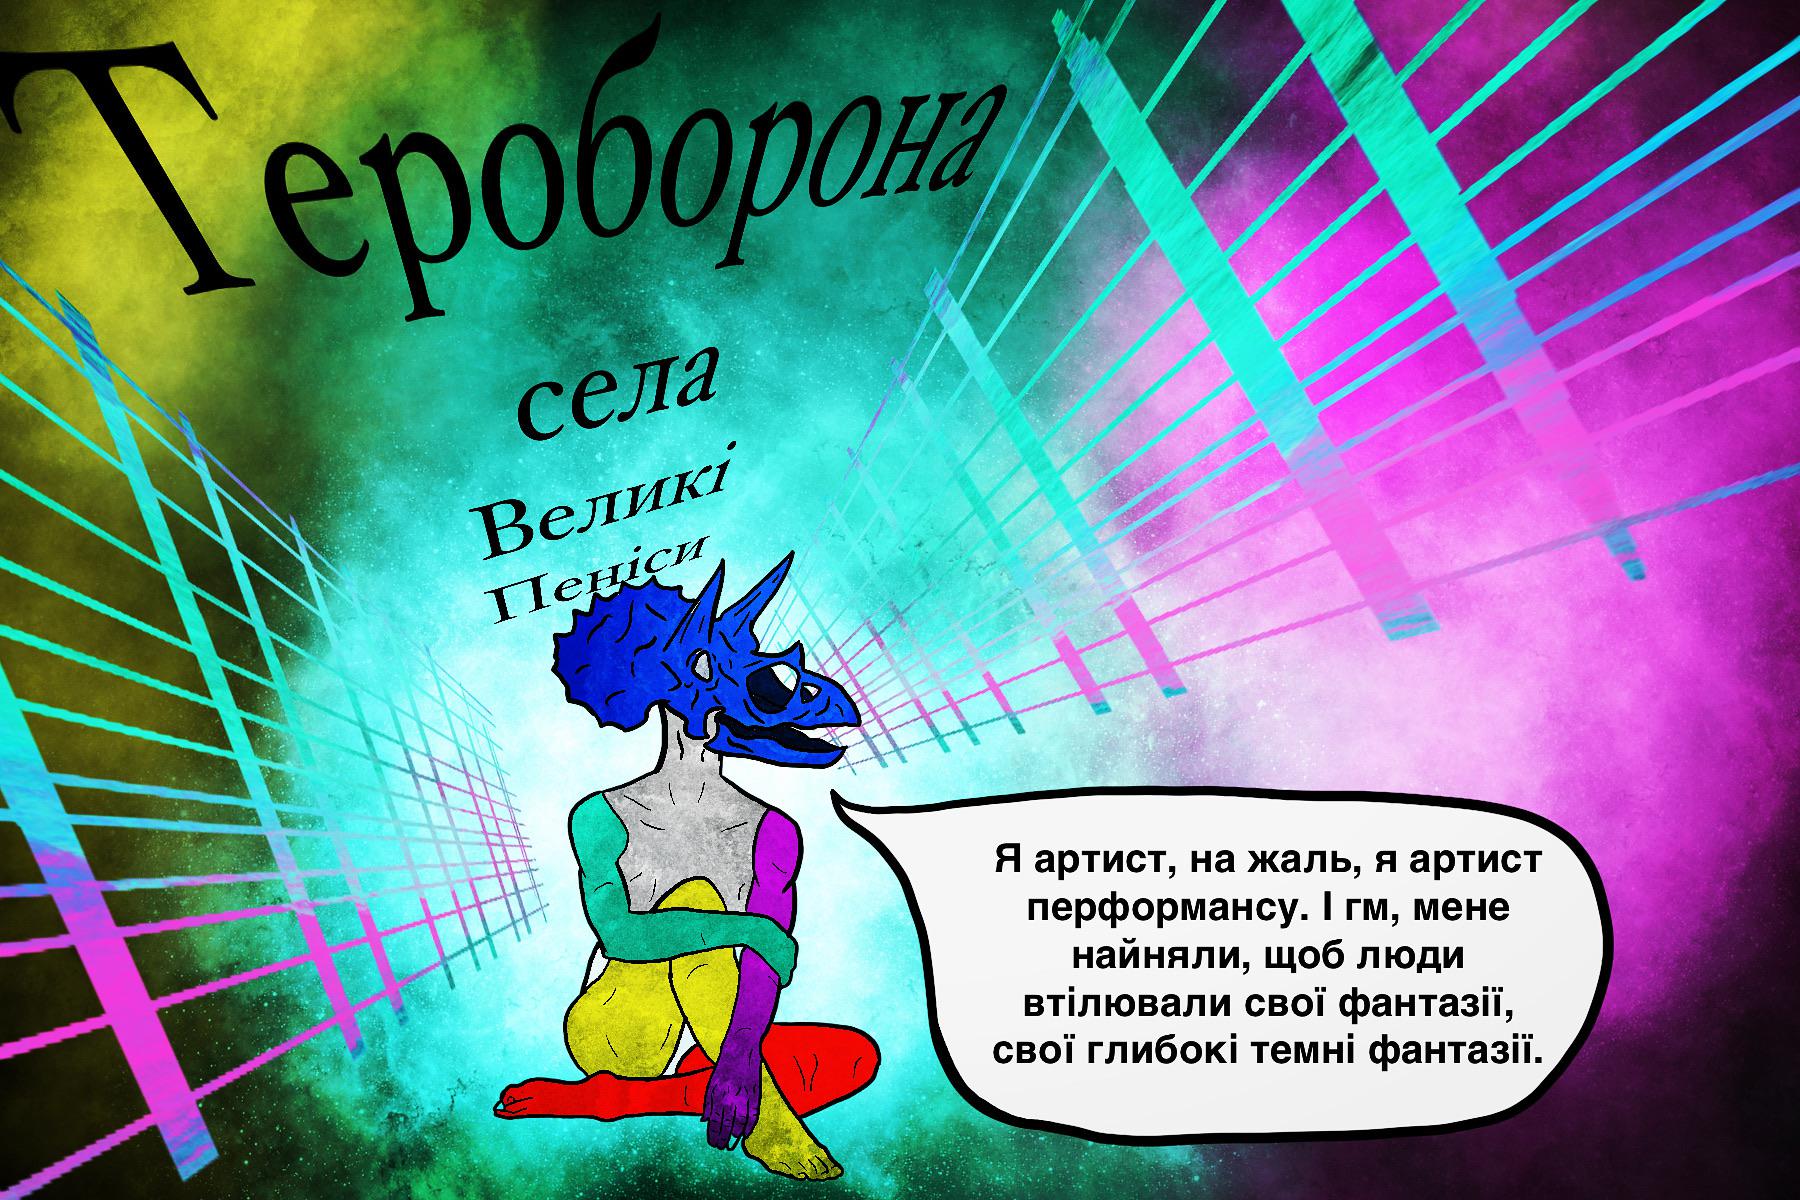 Тероборона
села
Великі
Пеніси
Я артист, на жаль, я артист
перформансу. І гм, мене
найняли, щоб люди
втілювали свої фантазії,
свої глибокі темні фантазії.